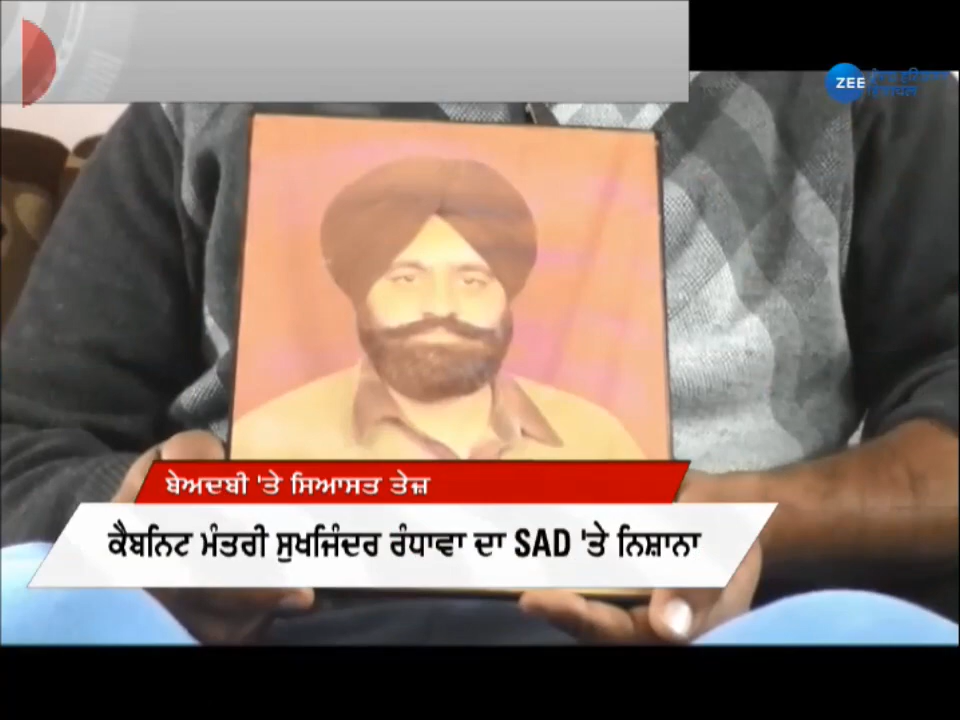 ZEE
ਬੇਅਦਬੀ 'ਤੇ ਸਿਆਸਤ ਤੇਜ਼
ਕੈਬਨਿਟ ਮੰਤਰੀ ਸੁਖਜਿੰਦਰ ਰੰਧਾਵਾ ਦਾ SAD 'ਤੇ ਨਿਸ਼ਾਨਾ